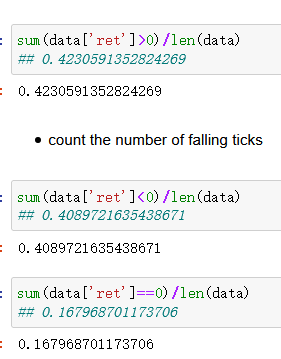 sum(data['ret']>0)/len(data)
## 0.4230591352824269
0.4230591352824269
• count the number of falling ticks
sum(data['ret']<0)/len(data)
## 0.4089721635438671
0.4089721635438671
sum(data['ret']==0)/len(data)
## 0.167968701173706
0.167968701173706